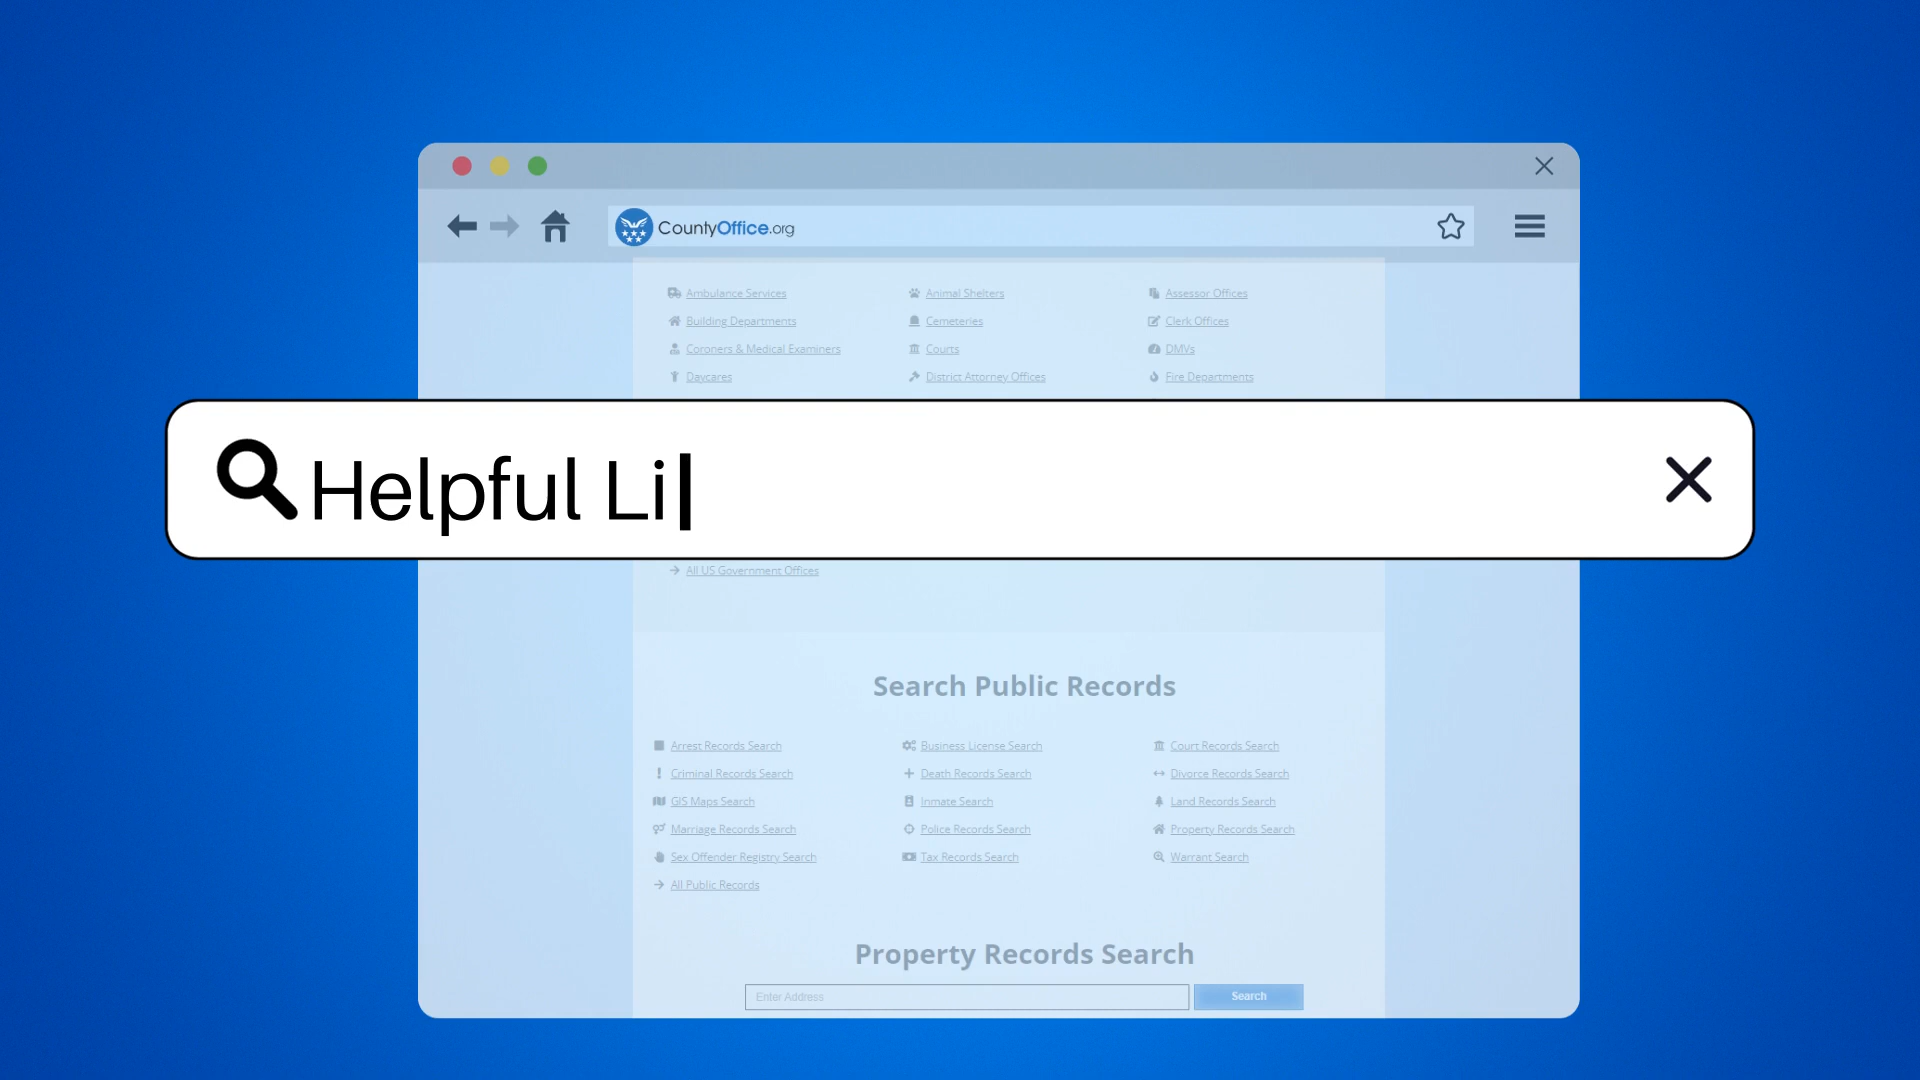 CountyOffice.org
Ambulance Services Animal Shelters Assessor Offices
Building Departments Cemeteries Clerk Offices
Coroners & Medical Examiners Courts DMVs
Daycares District Attorney Offices Fire Departments
Helpful Li
All US Government Offices
Search Public Records
Arrest Records Search Business License Search Court Records Search
Criminal Records Search Death Records Search Divorce Records Search
GIS Maps Search Inmate Search Land Records Search
Marriage Records Search Police Records Search Property Records Search
Sex Offender Registry Search Tax Records Search Warrant Search
All Public Records
Property Records Search
Enter Address Search